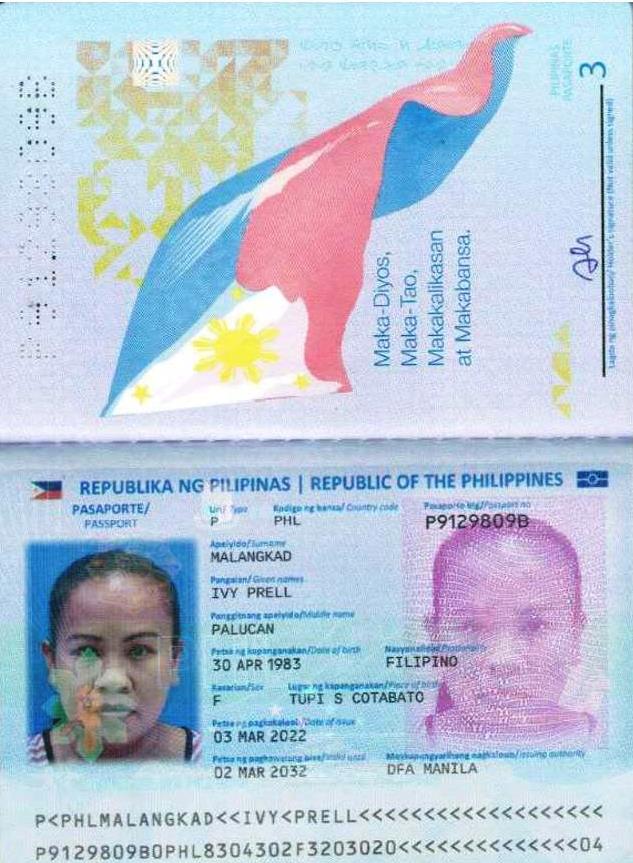 PILIPINAS
PASAPORTE
3
Maka-Diyos,
Maka-Tao,
Makakalikasan
at Makabansa.
Holder's signature (Not valid unless signed)
REPUBLIKA NG PILIPINAS | REPUBLIC OF THE PHILIPPINES
PASAPORTE/
PASSPORT
Uri/ Type
Kodigo ng bansa/ Country code
Pasaporte blg/Passport no
P
PHL
P9129809B
Apelyido/Surname
MALANGKAD
Pangalan/ Given names
IVY PRELL
Panggitnang apelyido/Middle name
PALUCAN
Petsa ng kapanganakan/Date of birth
Nasyonalidad/Nationality
30 APR 1983
FILIPINO
Kasarian/Sex
Lugar ng kapanganakan/Place of birth
F
TUPI S COTABATO
Petsa ng pagkakaloob/Date of issue
03 MAR 2022
Petsa ng pagkawalang bisa/Valid until
Maykapangyarihang nagkaloob/ Issuing authority
02 MAR 2032
DFA MANILA
P<PHLMALANGKAD<<IVY<PRELL<<<<<<<<<<<<<<<<<<<
P9129809B0PHL8304302F3203020<<<<<<<<<<<<<<04